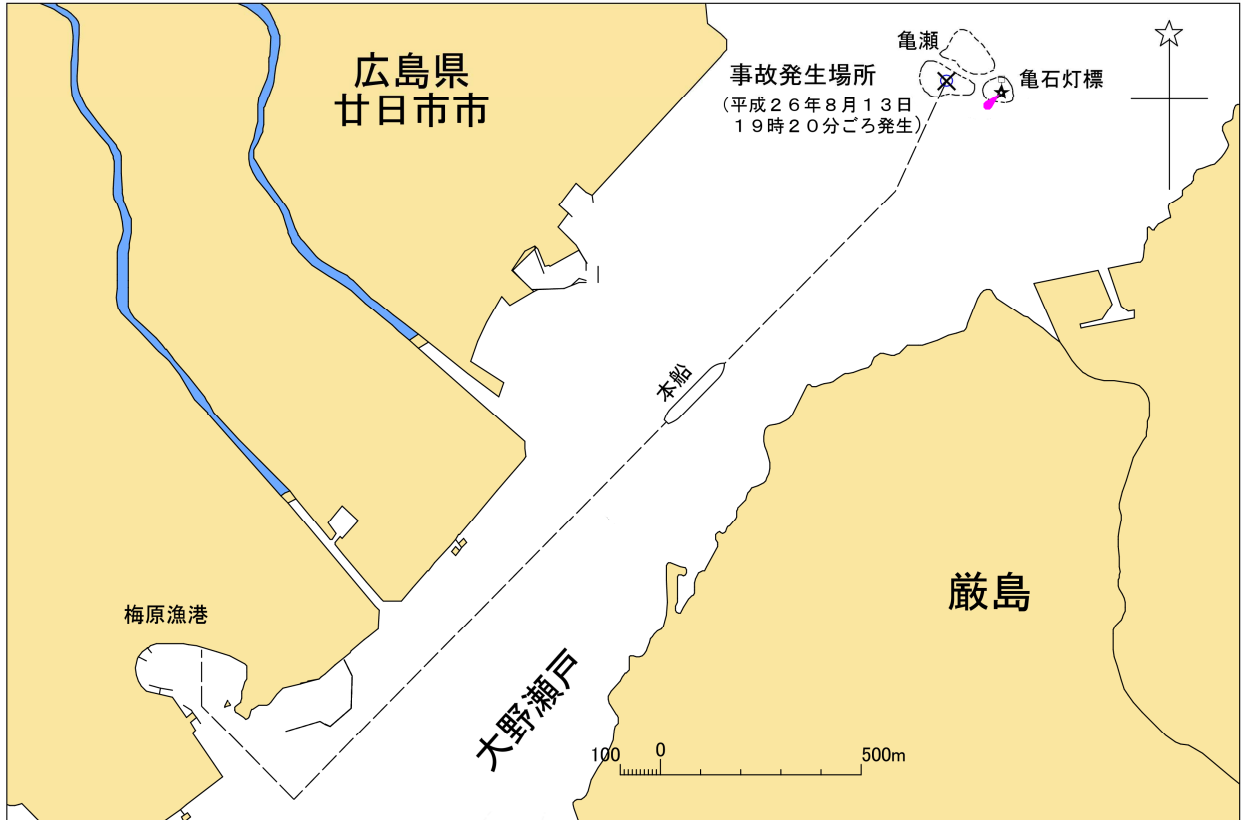 広島県
廿日市市
亀瀬
事故発生場所
亀石灯標
（平成２６年８月１３日
１９時２０分ごろ発生）
本船
梅原漁港
厳島
大野瀬戸
100 0 500m